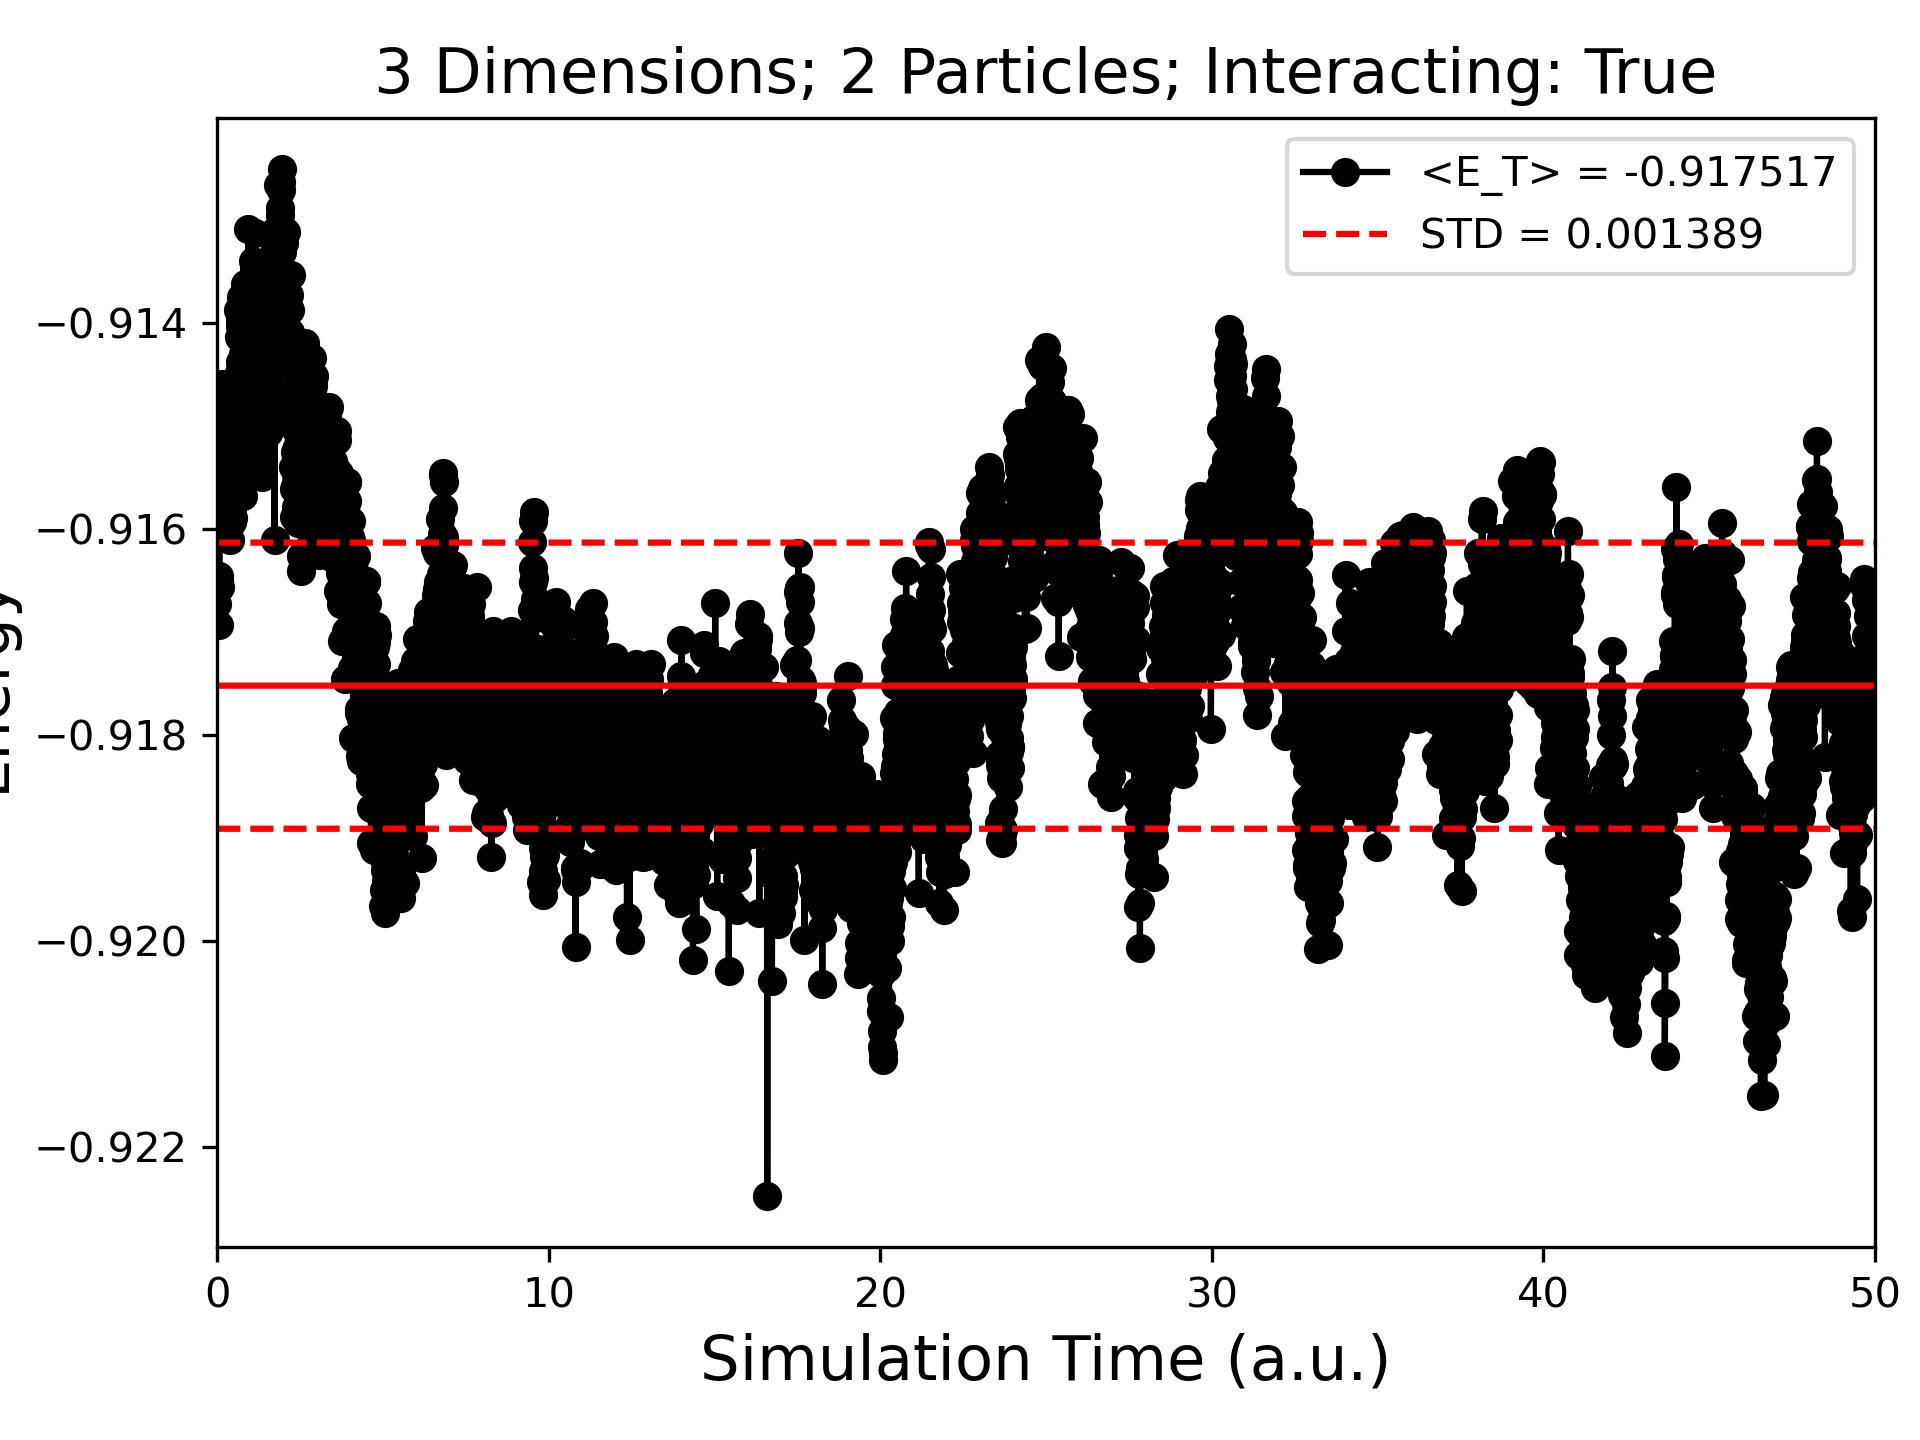 3 Dimensions; 2 Particles; Interacting: True
<E_T> = -0.917517
STD = 0.001389
Energy
−0.914
−0.916
−0.918
−0.920
−0.922
0 10 20 30 40 50
Simulation Time (a.u.)